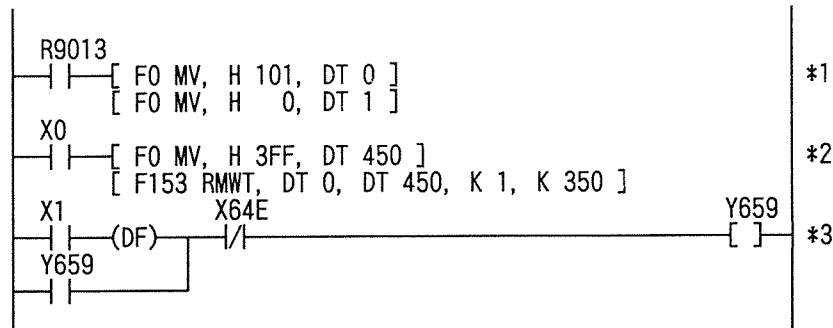 R9013
[ F0 MV, H 101, DT 0 ] *1
[ F0 MV, H 0, DT 1 ]
X0
[ F0 MV, H 3FF, DT 450 ] *2
[ F153 RMWT, DT 0, DT 450, K 1, K 350 ]
X1 X64E Y659
(DF) [ ] *3
Y659